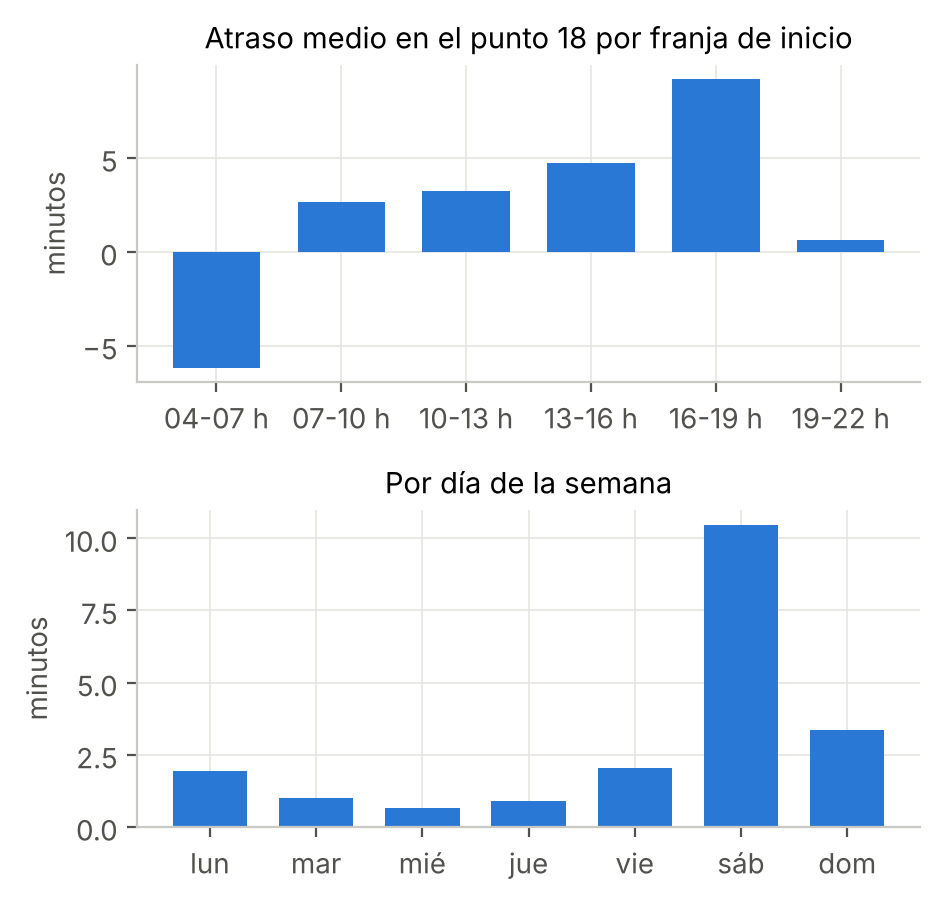 Atraso medio en el punto 18 por franja de inicio
minutos
5
0
−5
04-07 h 07-10 h 10-13 h 13-16 h 16-19 h 19-22 h
Por día de la semana
minutos
10.0
7.5
5.0
2.5
0.0
lun mar mié jue vie sáb dom